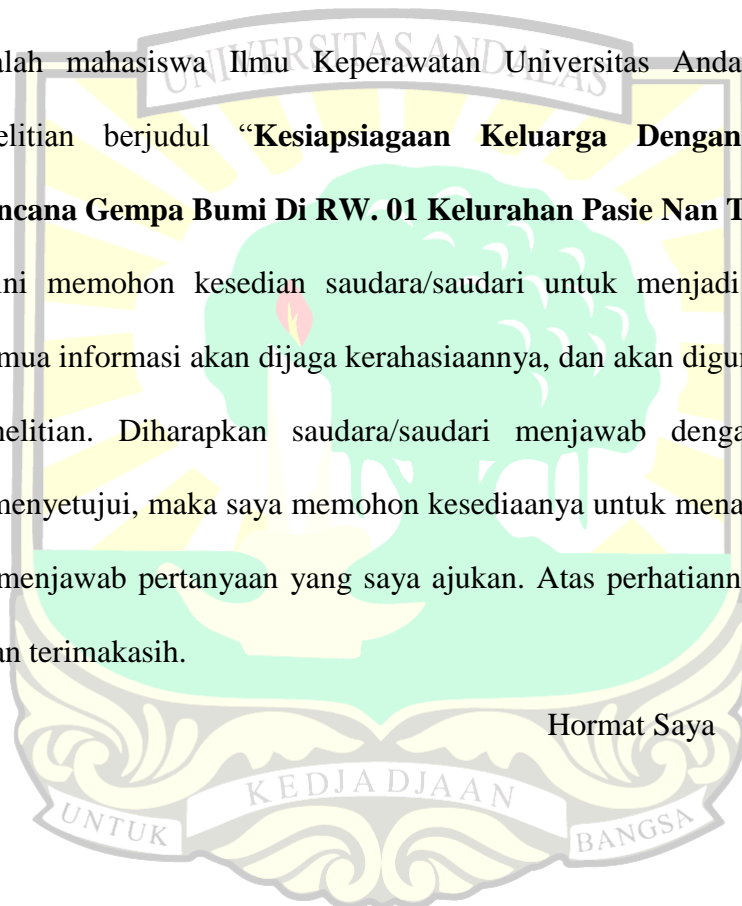 UNIVERSITAS ANDALAS
alah mahasiswa Ilmu Keperawatan Universitas Anda
elitian berjudul “Kesiapsiagaan Keluarga Dengan
ncana Gempa Bumi Di RW. 01 Kelurahan Pasie Nan T
ini memohon kesedian saudara/saudari untuk menjadi
mua informasi akan dijaga kerahasiaannya, dan akan digu
nelitian. Diharapkan saudara/saudari menjawab denga
menyetujui, maka saya memohon kesediaanya untuk mena
menjawab pertanyaan yang saya ajukan. Atas perhatiann
an terimakasih.
Hormat Saya
UNTUK KEDJADJAAN BANGSA